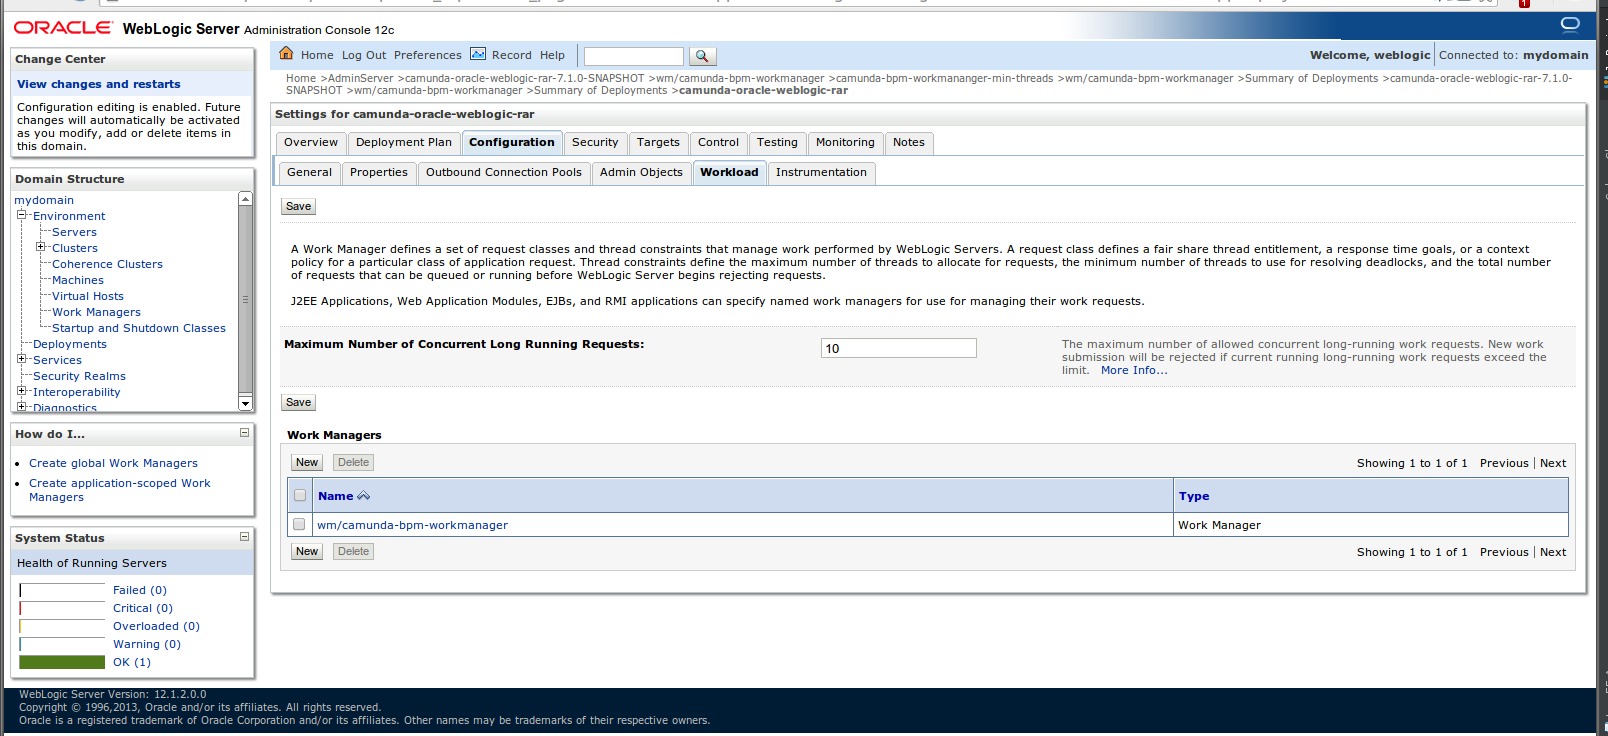 ORACLE WebLogic Server Administration Console 12c
1
Change Center
View changes and restarts
Configuration editing is enabled. Future
changes will automatically be activated
as you modify, add or delete items in
this domain.
Domain Structure
mydomain
Environment
Servers
Clusters
Coherence Clusters
Machines
Virtual Hosts
Work Managers
Startup and Shutdown Classes
Deployments
Services
Security Realms
Interoperability
Diagnostics
How do I...
Create global Work Managers
Create application-scoped Work
Managers
System Status
Health of Running Servers
Failed (0)
Critical (0)
Overloaded (0)
Warning (0)
OK (1)
Home Log Out Preferences Record Help
Welcome, weblogic Connected to: mydomain
Home >AdminServer >camunda-oracle-weblogic-rar-7.1.0-SNAPSHOT >wm/camunda-bpm-workmanager >camunda-bpm-workmananger-min-threads >wm/camunda-bpm-workmanager >Summary of Deployments >camunda-oracle-weblogic-rar-7.1.0-
SNAPSHOT >wm/camunda-bpm-workmanager >Summary of Deployments >camunda-oracle-weblogic-rar
Settings for camunda-oracle-weblogic-rar
Overview Deployment Plan Configuration Security Targets Control Testing Monitoring Notes
General Properties Outbound Connection Pools Admin Objects Workload Instrumentation
Save
A Work Manager defines a set of request classes and thread constraints that manage work performed by WebLogic Servers. A request class defines a fair share thread entitlement, a response time goals, or a context
policy for a particular class of application request. Thread constraints define the maximum number of threads to allocate for requests, the minimum number of threads to use for resolving deadlocks, and the total number
of requests that can be queued or running before WebLogic Server begins rejecting requests.
J2EE Applications, Web Application Modules, EJBs, and RMI applications can specify named work managers for use for managing their work requests.
Maximum Number of Concurrent Long Running Requests:
10
The maximum number of allowed concurrent long-running work requests. New work
submission will be rejected if current running long-running work requests exceed the
limit. More Info...
Save
Work Managers
New Delete
Showing 1 to 1 of 1 Previous | Next
Name Type
wm/camunda-bpm-workmanager Work Manager
New Delete
Showing 1 to 1 of 1 Previous | Next
WebLogic Server Version: 12.1.2.0.0
Copyright © 1996,2013, Oracle and/or its affiliates. All rights reserved.
Oracle is a registered trademark of Oracle Corporation and/or its affiliates. Other names may be trademarks of their respective owners.